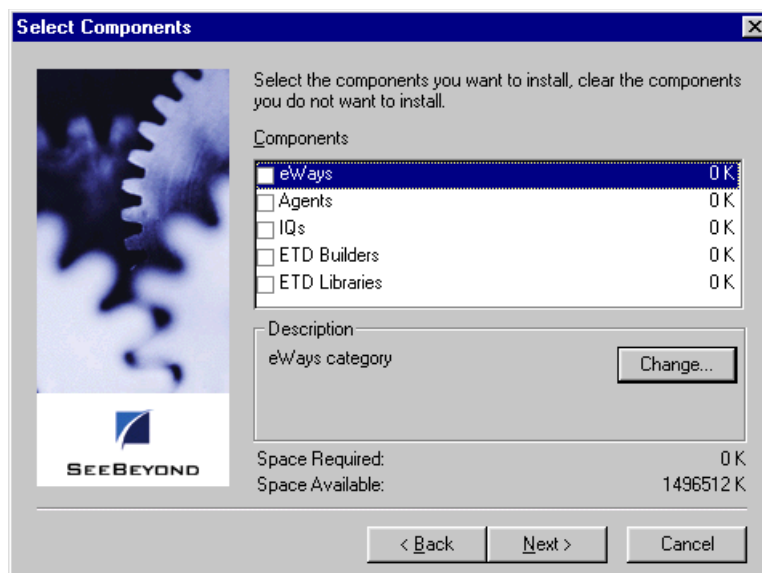 Select Components
Select the components you want to install, clear the components
you do not want to install.
Components
eWays 0 K
Agents 0 K
IQs 0 K
ETD Builders 0 K
ETD Libraries 0 K
Description
eWays category
Change...
SEEBEYOND
Space Required: 0 K
Space Available: 1496512 K
< Back Next > Cancel